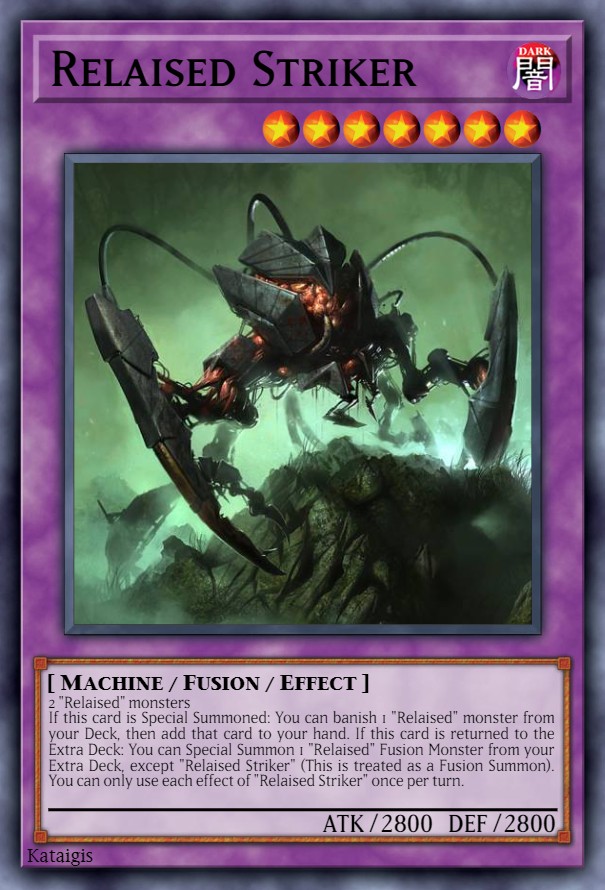 Relaised Striker
DARK
闇
[ Machine / Fusion / Effect ]
2 "Relaised" monsters
If this card is Special Summoned: You can banish 1 "Relaised" monster from
your Deck, then add that card to your hand. If this card is returned to the
Extra Deck: You can Special Summon 1 "Relaised" Fusion Monster from your
Extra Deck, except "Relaised Striker" (This is treated as a Fusion Summon).
You can only use each effect of "Relaised Striker" once per turn.
ATK / 2800 DEF / 2800
Kataigis